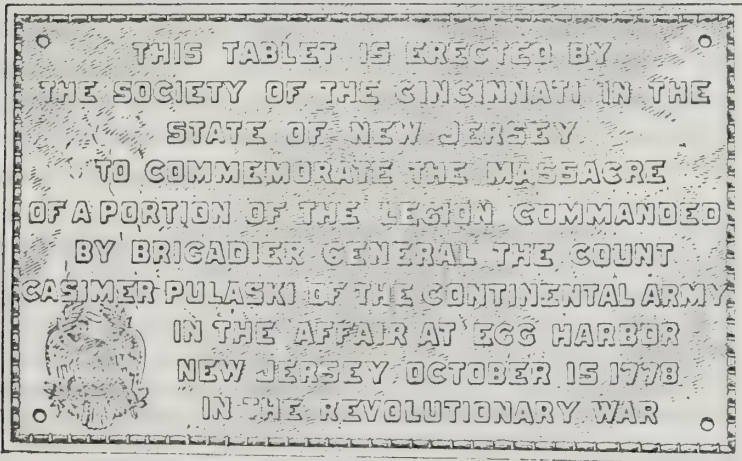 THIS TABLET IS ERECTED BY
THE SOCIETY OF THE CINCINNATI IN THE
STATE OF NEW JERSEY
TO COMMEMORATE THE MASSACRE
OF A PORTION OF THE LEGION COMMANDED
BY BRIGADIER GENERAL THE COUNT
CASIMER PULASKI OF THE CONTINENTAL ARMY
IN THE AFFAIR AT EGG HARBOR
NEW JERSEY OCTOBER 15 1778
IN THE REVOLUTIONARY WAR